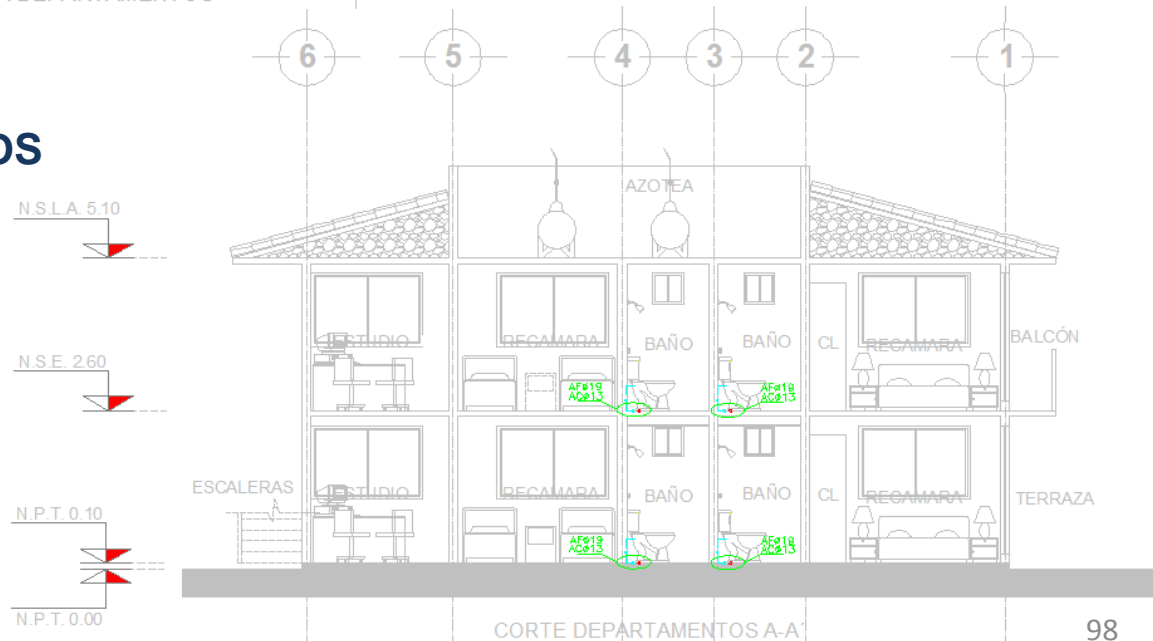 6
5
4
3
2
1
OS
AZOTEA
N.S.L.A. 5.10
ESTUDIO
RECAMARA
BAÑO
BAÑO
CL
RECAMARA
BALCÓN
N.S.E. 2.60
AFø19
ACø13
AFø19
ACø13
ESCALERAS
ESTUDIO
RECAMARA
BAÑO
BAÑO
CL
RECAMARA
TERRAZA
N.P.T. 0.10
AFø19
ACø13
AFø19
ACø13
N.P.T. 0.00
CORTE DEPARTAMENTOS A-A'
98